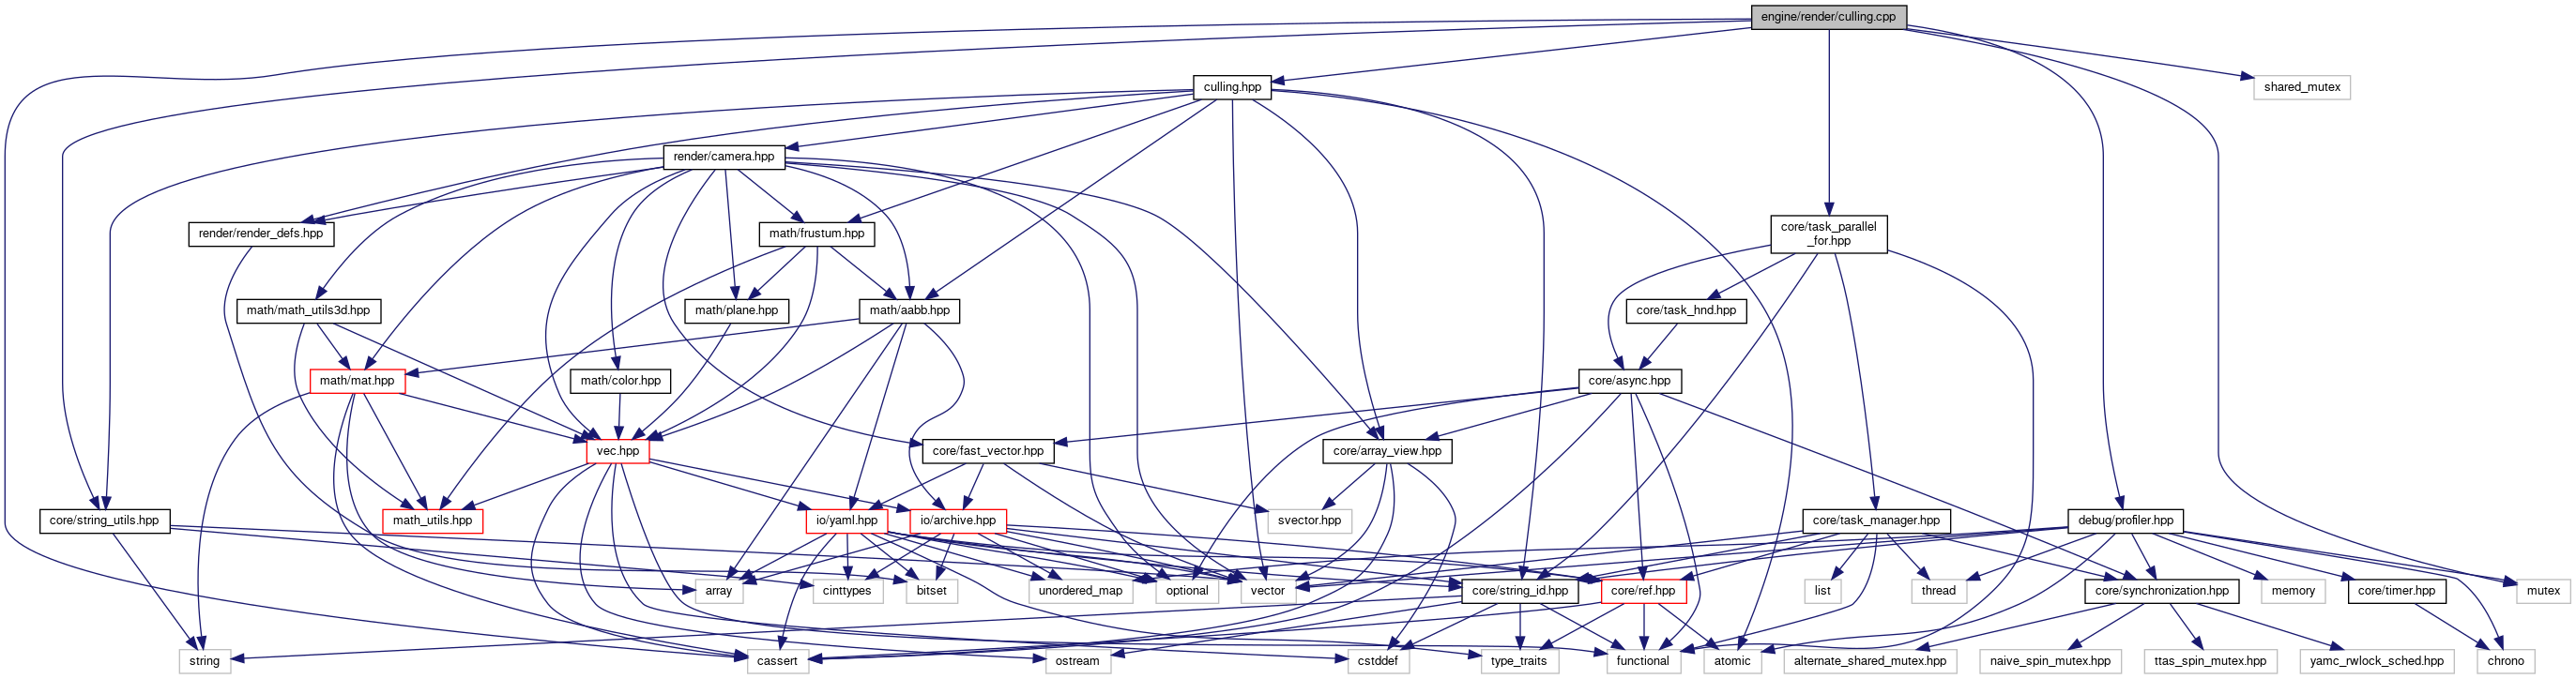 engine/render/culling.cpp
culling.hpp
shared_mutex
render/camera.hpp
render/render_defs.hpp
math/frustum.hpp
core/task_parallel
_for.hpp
math/math_utils3d.hpp
math/plane.hpp
math/aabb.hpp
core/task_hnd.hpp
math/mat.hpp
math/color.hpp
core/async.hpp
vec.hpp
core/fast_vector.hpp
core/array_view.hpp
core/string_utils.hpp
math_utils.hpp
io/yaml.hpp
io/archive.hpp
svector.hpp
core/task_manager.hpp
debug/profiler.hpp
array
cinttypes
bitset
unordered_map
optional
vector
core/string_id.hpp
core/ref.hpp
list
thread
core/synchronization.hpp
memory
core/timer.hpp
mutex
string
cassert
ostream
cstddef
type_traits
functional
atomic
alternate_shared_mutex.hpp
naive_spin_mutex.hpp
ttas_spin_mutex.hpp
yamc_rwlock_sched.hpp
chrono